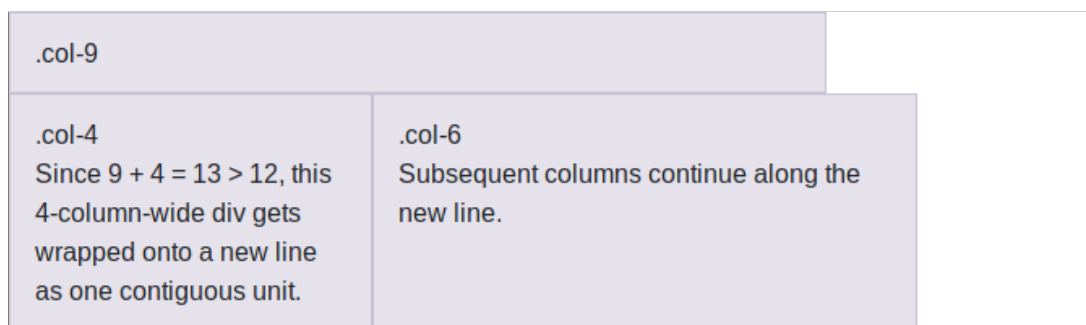 .col-9
.col-4
Since 9 + 4 = 13 > 12, this
4-column-wide div gets
wrapped onto a new line
as one contiguous unit.
.col-6
Subsequent columns continue along the
new line.